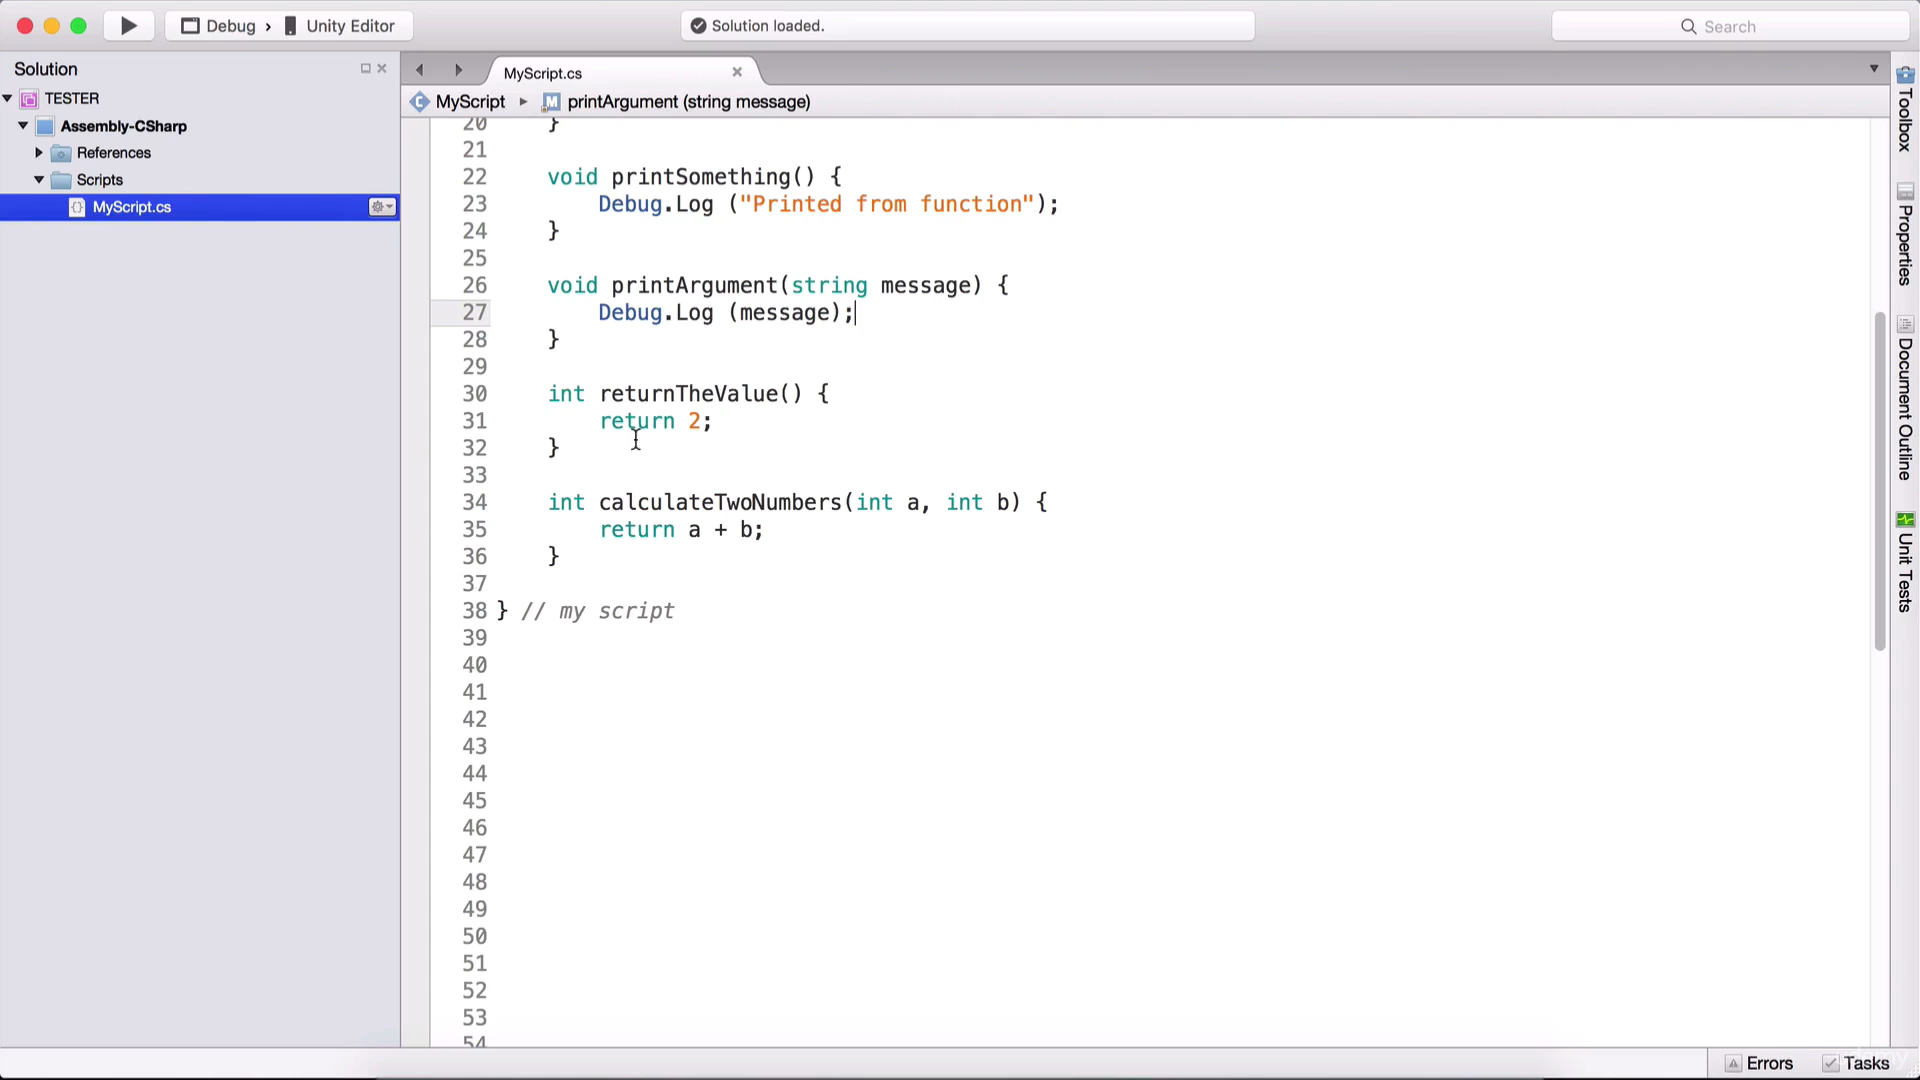 Debug › Unity Editor
Solution loaded.
Search
Solution
TESTER
Assembly-CSharp
References
Scripts
MyScript.cs
MyScript.cs
MyScript ▸ printArgument (string message)
20 }
21
22 void printSomething() {
23 Debug.Log ("Printed from function");
24 }
25
26 void printArgument(string message) {
27 Debug.Log (message);
28 }
29
30 int returnTheValue() {
31 return 2;
32 }
33
34 int calculateTwoNumbers(int a, int b) {
35 return a + b;
36 }
37
38 } // my script
39
40
41
42
43
44
45
46
47
48
49
50
51
52
53
54
Toolbox
Properties
Document Outline
Unit Tests
Errors
Tasks